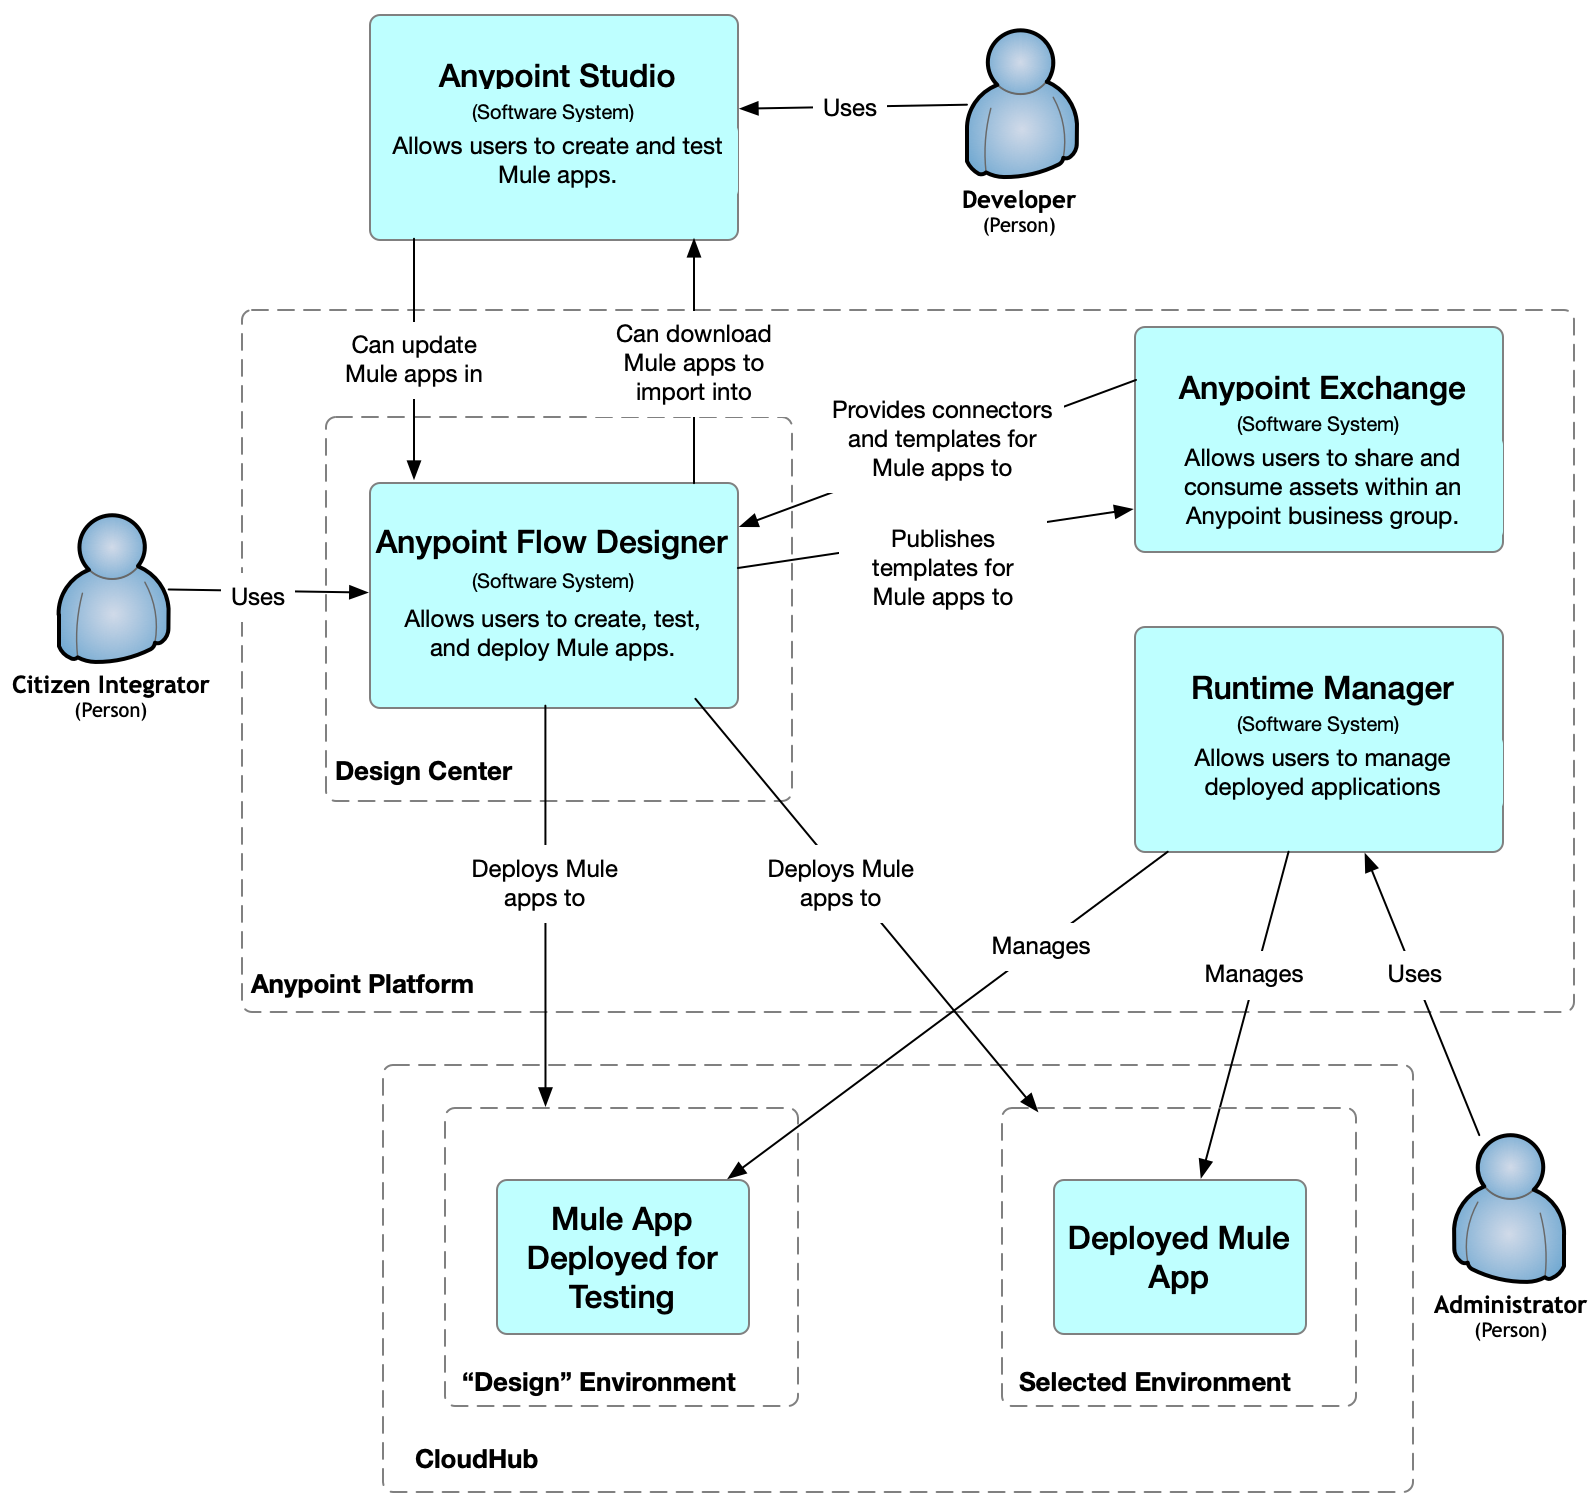 Anypoint Studio
(Software System)
Allows users to create and test
Mule apps.
Uses
Developer
(Person)
Can update
Mule apps in
Can download
Mule apps to
import into
Anypoint Exchange
(Software System)
Allows users to share and
consume assets within an
Anypoint business group.
Provides connectors
and templates for
Mule apps to
Publishes
templates for
Mule apps to
Anypoint Flow Designer
(Software System)
Allows users to create, test,
and deploy Mule apps.
Uses
Citizen Integrator
(Person)
Design Center
Runtime Manager
(Software System)
Allows users to manage
deployed applications
Deploys Mule
apps to
Deploys Mule
apps to
Manages
Manages
Uses
Anypoint Platform
Mule App
Deployed for
Testing
Deployed Mule
App
Administrator
(Person)
“Design” Environment
Selected Environment
CloudHub